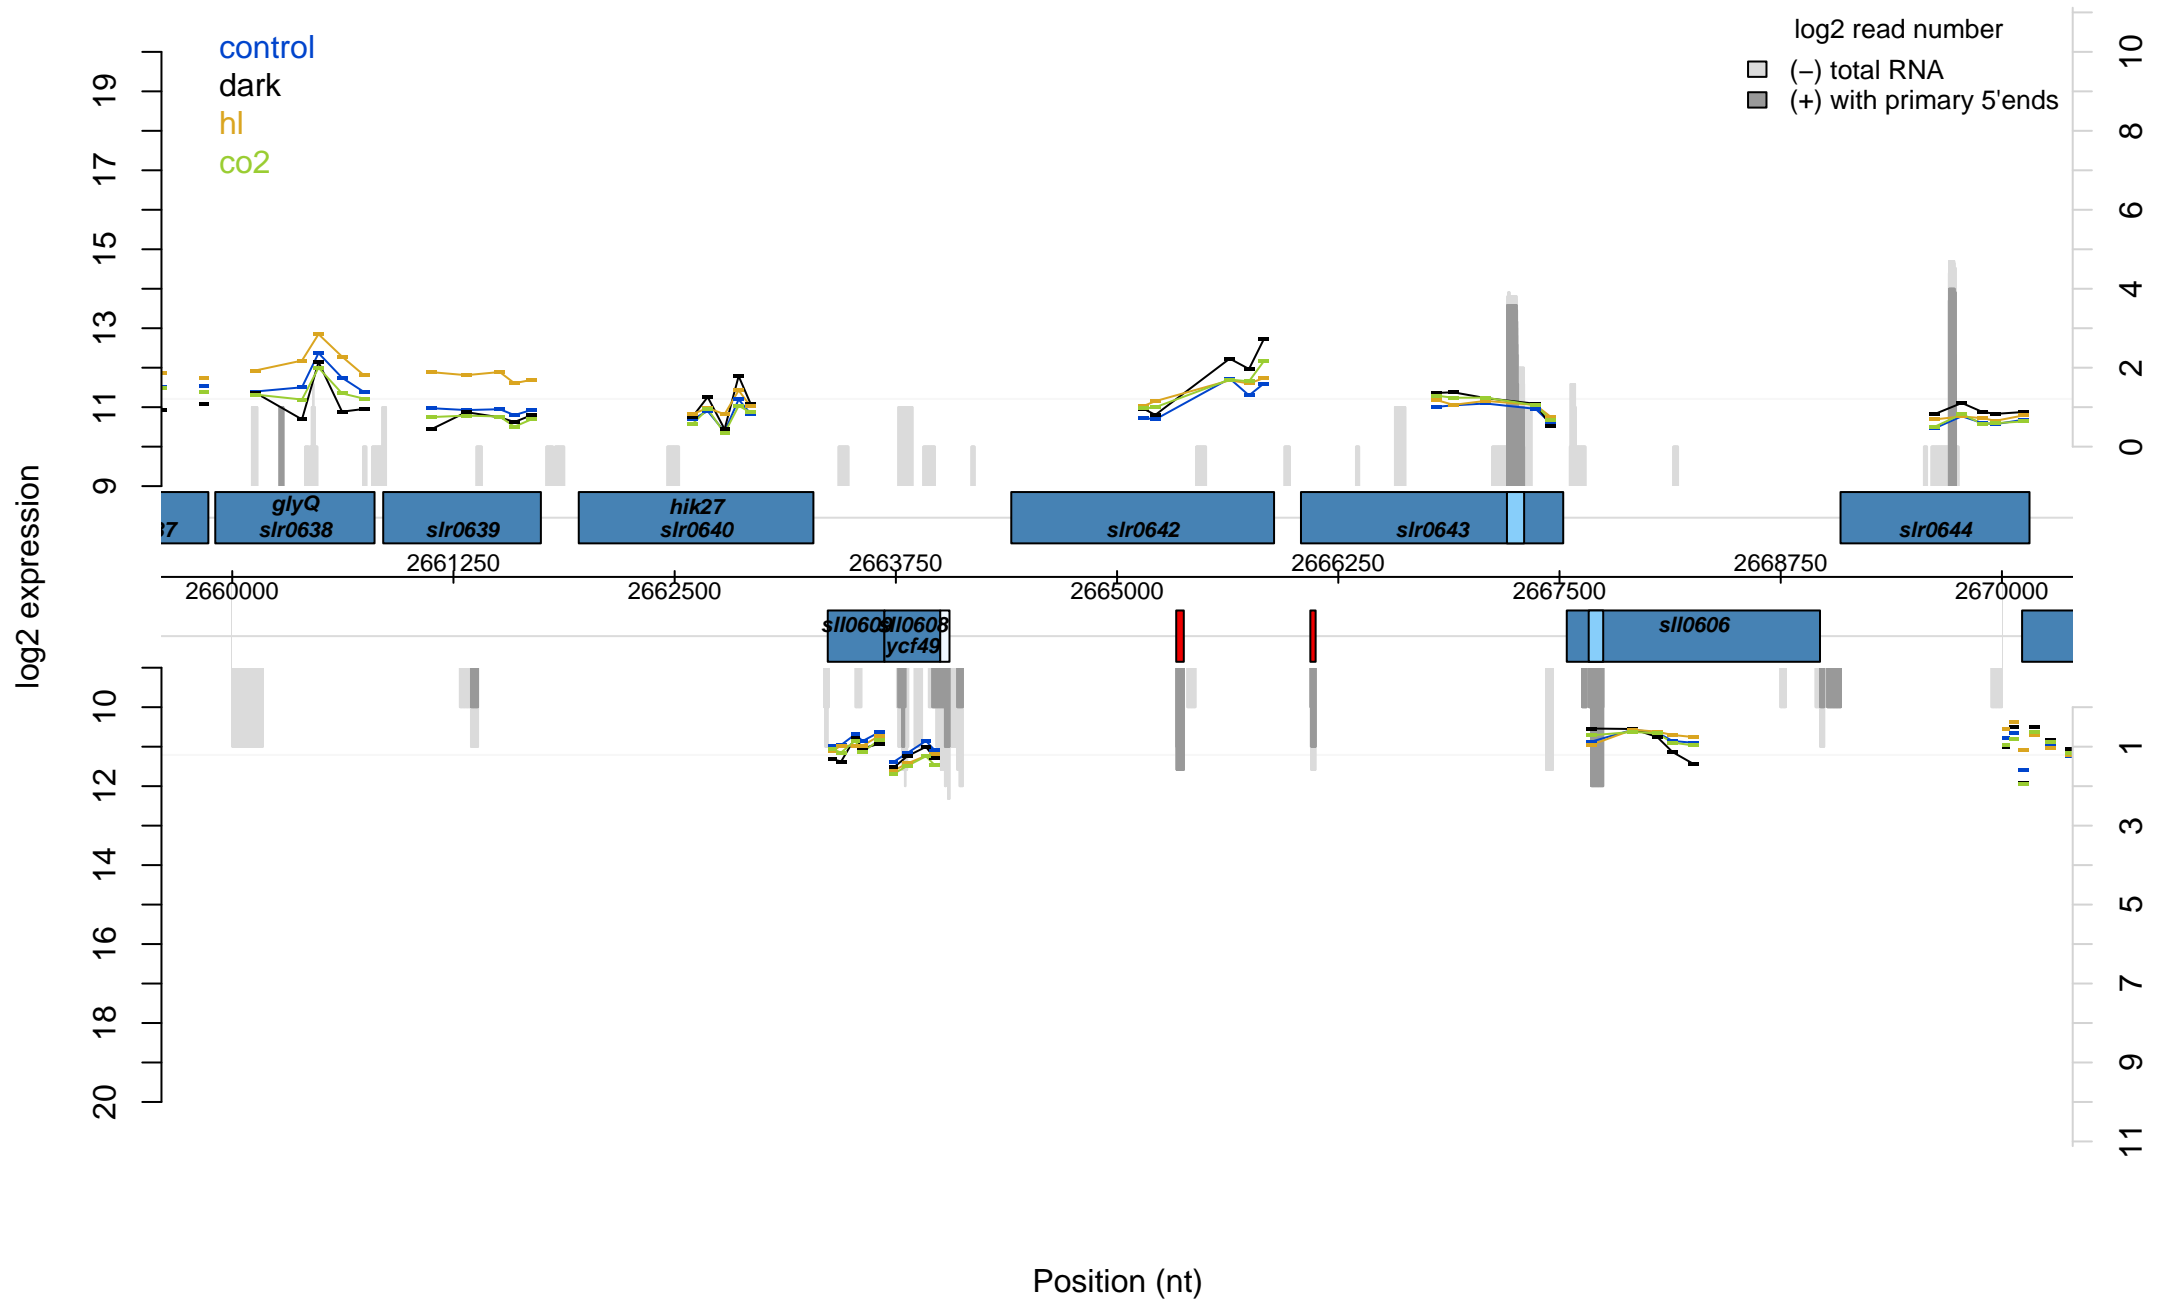 control
dark
hl
co2
log2 read number
(−) total RNA
(+) with primary 5'ends
19
17
15
13
11
9
10
8
6
4
2
0
log2 expression
37
glyQ
slr0638
slr0639
hik27
slr0640
slr0642
slr0643
slr0644
2661250
2663750
2666250
2668750
2660000
2662500
2665000
2667500
2670000
sll0609
sll0608
ycf49
sll0606
10
12
14
16
18
20
1
3
5
7
9
11
Position (nt)